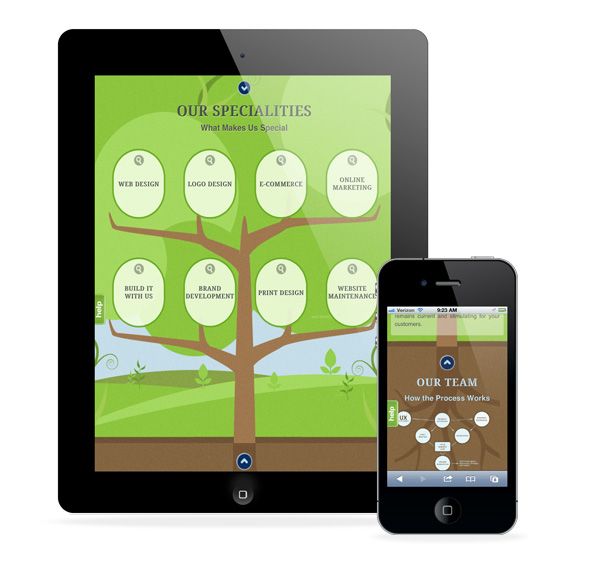 OUR SPECIALITIES
What Makes Us Special
WEB DESIGN
LOGO DESIGN
E-COMMERCE
ONLINE
MARKETING
BUILD IT
WITH US
BRAND
DEVELOPMENT
PRINT DESIGN
WEBSITE
MAINTENANC
help
Verizon
9:23 AM
remains current and stimulating for your
customers.
OUR TEAM
How the Process Works
help
UX